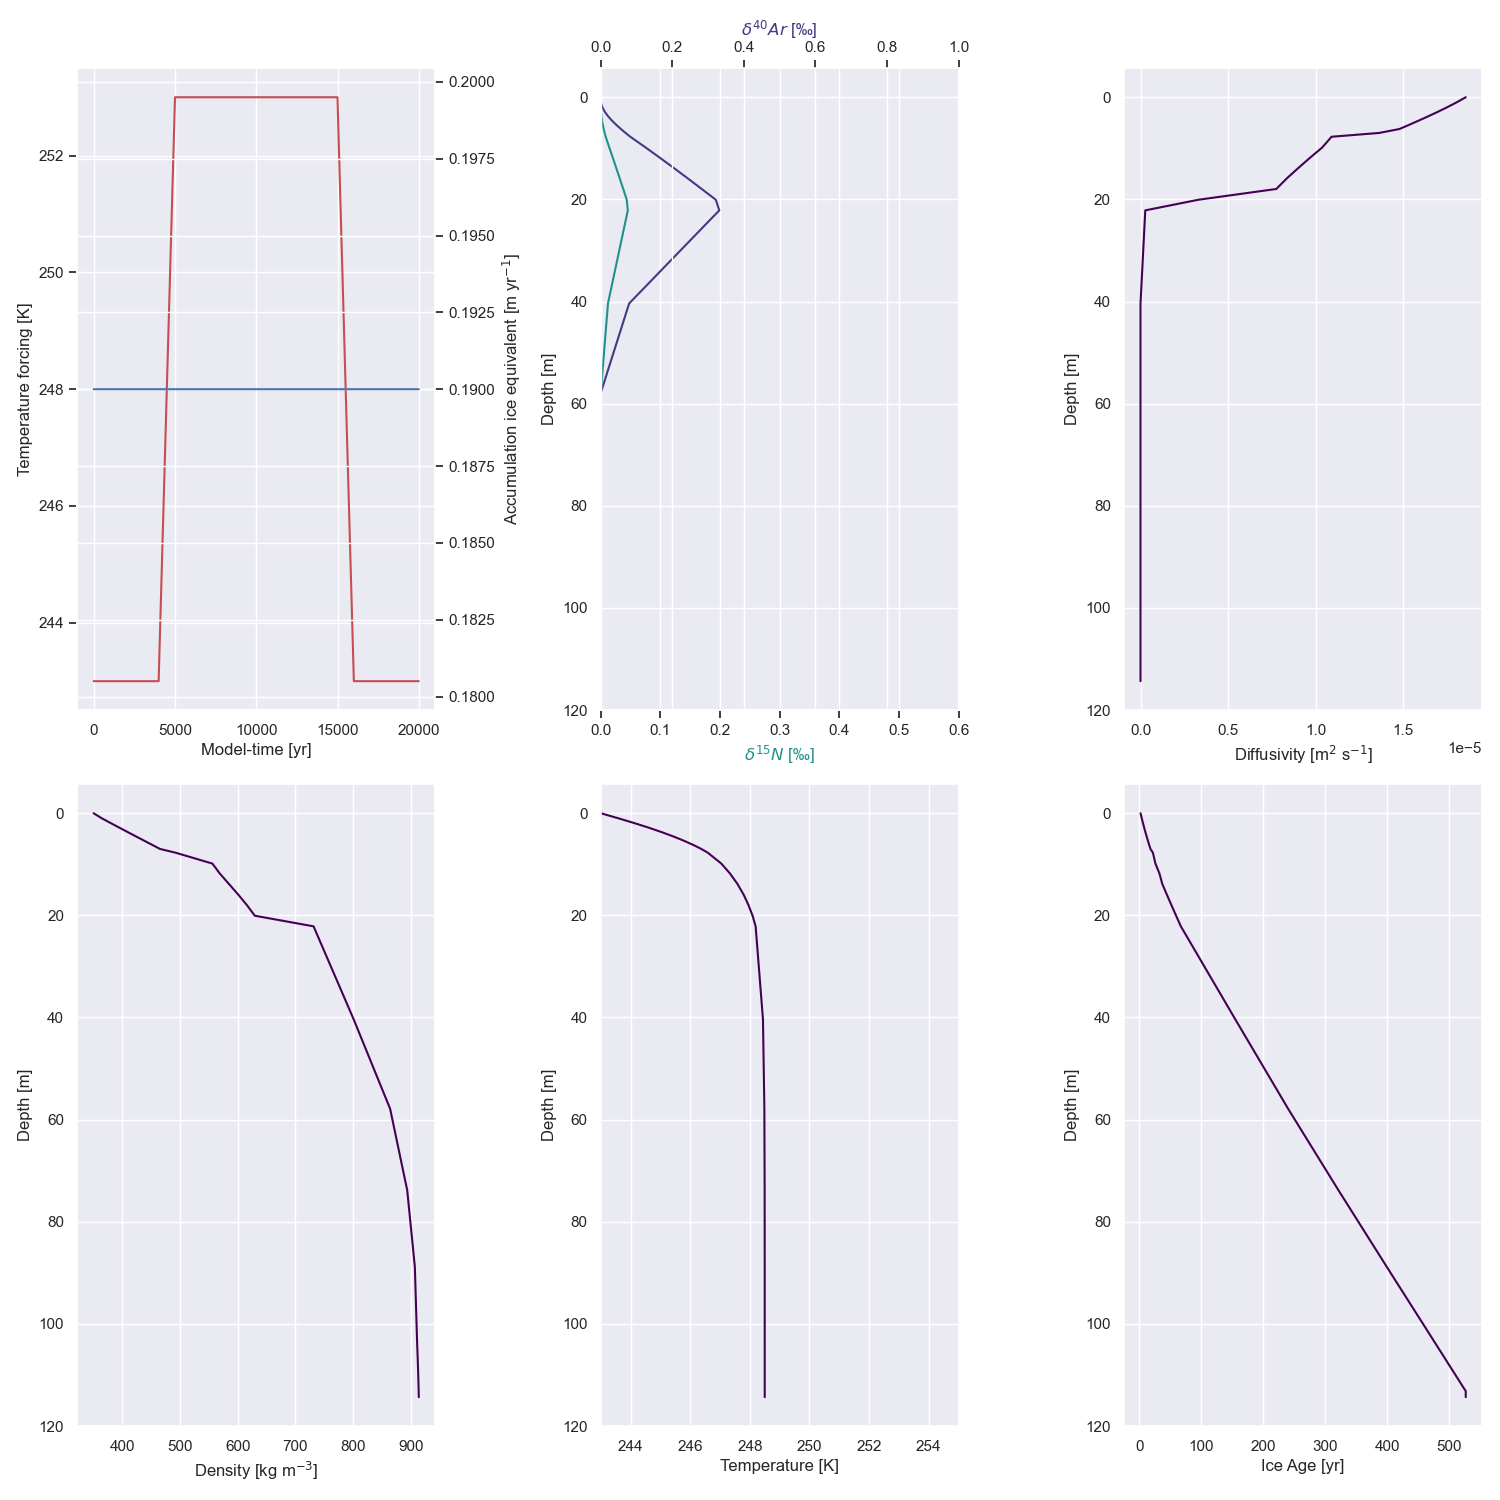 δ⁴⁰Ar [‰]
0.0 0.2 0.4 0.6 0.8 1.0
Temperature forcing [K]
252
250
248
246
244
0 5000 10000 15000 20000
Model-time [yr]
0.2000
0.1975
0.1950
0.1925
0.1900
0.1875
0.1850
0.1825
0.1800
Accumulation ice equivalent [m yr⁻¹]
Depth [m]
0
20
40
60
80
100
120
0.0 0.1 0.2 0.3 0.4 0.5 0.6
δ¹⁵N [‰]
Depth [m]
0
20
40
60
80
100
120
0.0 0.5 1.0 1.5
1e−5
Diffusivity [m² s⁻¹]
Depth [m]
0
20
40
60
80
100
120
400 500 600 700 800 900
Density [kg m⁻³]
Depth [m]
0
20
40
60
80
100
120
244 246 248 250 252 254
Temperature [K]
Depth [m]
0
20
40
60
80
100
120
0 100 200 300 400 500
Ice Age [yr]